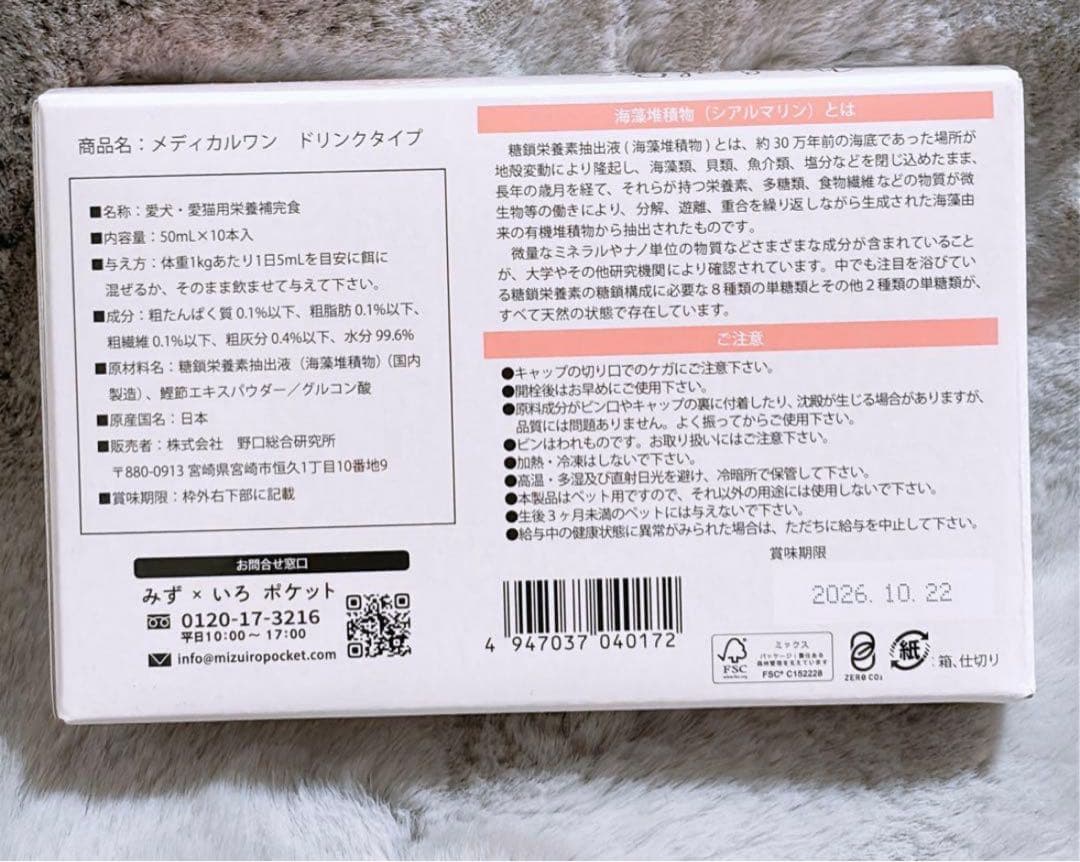 商品名：メディカルワン　ドリンクタイプ
■名称：愛犬・愛猫用栄養補完食
■内容量：50mL×10本入
■与え方：体重1kgあたり1日5mLを目安に餌に
混ぜるか、そのまま飲ませて与えて下さい。
■成分：粗たんぱく質0.1%以下、粗脂肪0.1%以下、
粗繊維0.1%以下、粗灰分0.4%以下、水分99.6%
■原材料名：糖鎖栄養素抽出液（海藻堆積物）（国内
製造）、鰹節エキスパウダー／グルコン酸
■原産国名：日本
■販売者：株式会社　野口総合研究所
〒880-0913 宮崎県宮崎市恒久1丁目10番地9
■賞味期限：枠外右下部に記載
お問合せ窓口
みず×いろ ポケット
0120-17-3216
平日10:00～17:00
info@mizuiropocket.com
海藻堆積物（シアルマリン）とは
糖鎖栄養素抽出液(海藻堆積物)とは、約30万年前の海底であった場所が
地殻変動により隆起し、海藻類、貝類、魚介類、塩分などを閉じ込めたまま、
長年の歳月を経て、それらが持つ栄養素、多糖類、食物繊維などの物質が微
生物等の働きにより、分解、遊離、重合を繰り返しながら生成された海藻由
来の有機堆積物から抽出されたものです。
微量なミネラルやナノ単位の物質などさまざまな成分が含まれていること
が、大学やその他研究機関により確認されています。中でも注目を浴びてい
る糖鎖栄養素の糖鎖構成に必要な8種類の単糖類とその他2種類の単糖類が、
すべて天然の状態で存在しています。
ご注意
●キャップの切り口でのケガにご注意下さい。
●開栓後はお早めにご使用下さい。
●原料成分がビン口やキャップの裏に付着したり、沈殿が生じる場合がありますが、
品質には問題ありません。よく振ってからご使用下さい。
●ビンはわれものです。お取り扱いにはご注意下さい。
●加熱・冷凍はしないで下さい。
●高温・多湿及び直射日光を避け、冷暗所で保管して下さい。
●本製品はペット用ですので、それ以外の用途には使用しないで下さい。
●生後3ヶ月未満のペットには与えないで下さい。
●給与中の健康状態に異常がみられた場合は、ただちに給与を中止して下さい。
賞味期限
2026. 10. 22
4 947037 040172
FSC
www.fsc.org
ミックス
パッケージ｜責任ある
森林管理を支えています
FSC® C152228
ZERO CO2
紙：箱、仕切り